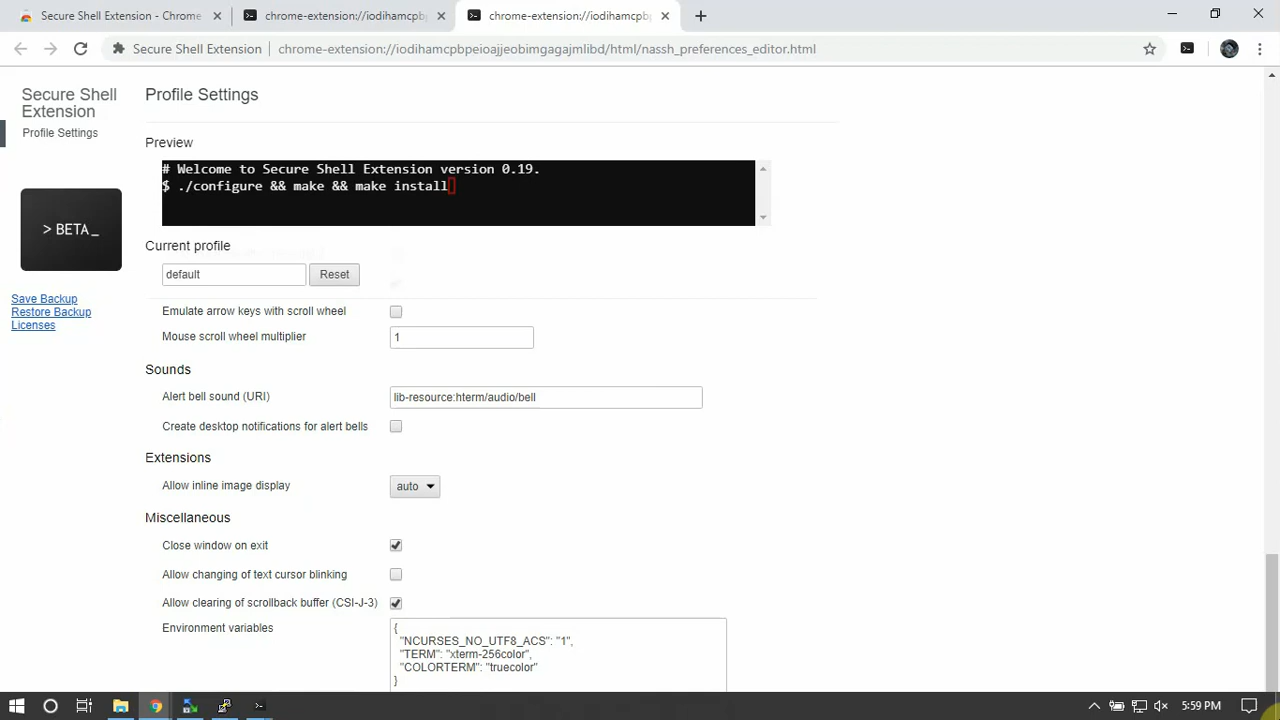 Secure Shell Extension - Chrome
chrome-extension://iodihamcpb
chrome-extension://iodihamcpb
Secure Shell Extension
chrome-extension://iodihamcpbpeioajjeobimgagajmlibd/html/nassh_preferences_editor.html
Secure Shell
Extension
Profile Settings
> BETA_
Save Backup
Restore Backup
Licenses
Profile Settings
Preview
# Welcome to Secure Shell Extension version 0.19.
$ ./configure && make && make install
Current profile
default
Reset
Emulate arrow keys with scroll wheel
Mouse scroll wheel multiplier
1
Sounds
Alert bell sound (URI)
lib-resource:hterm/audio/bell
Create desktop notifications for alert bells
Extensions
Allow inline image display
auto
Miscellaneous
Close window on exit
Allow changing of text cursor blinking
Allow clearing of scrollback buffer (CSI-J-3)
Environment variables
{
"NCURSES_NO_UTF8_ACS": "1",
"TERM": "xterm-256color",
"COLORTERM": "truecolor"
}
5:59 PM